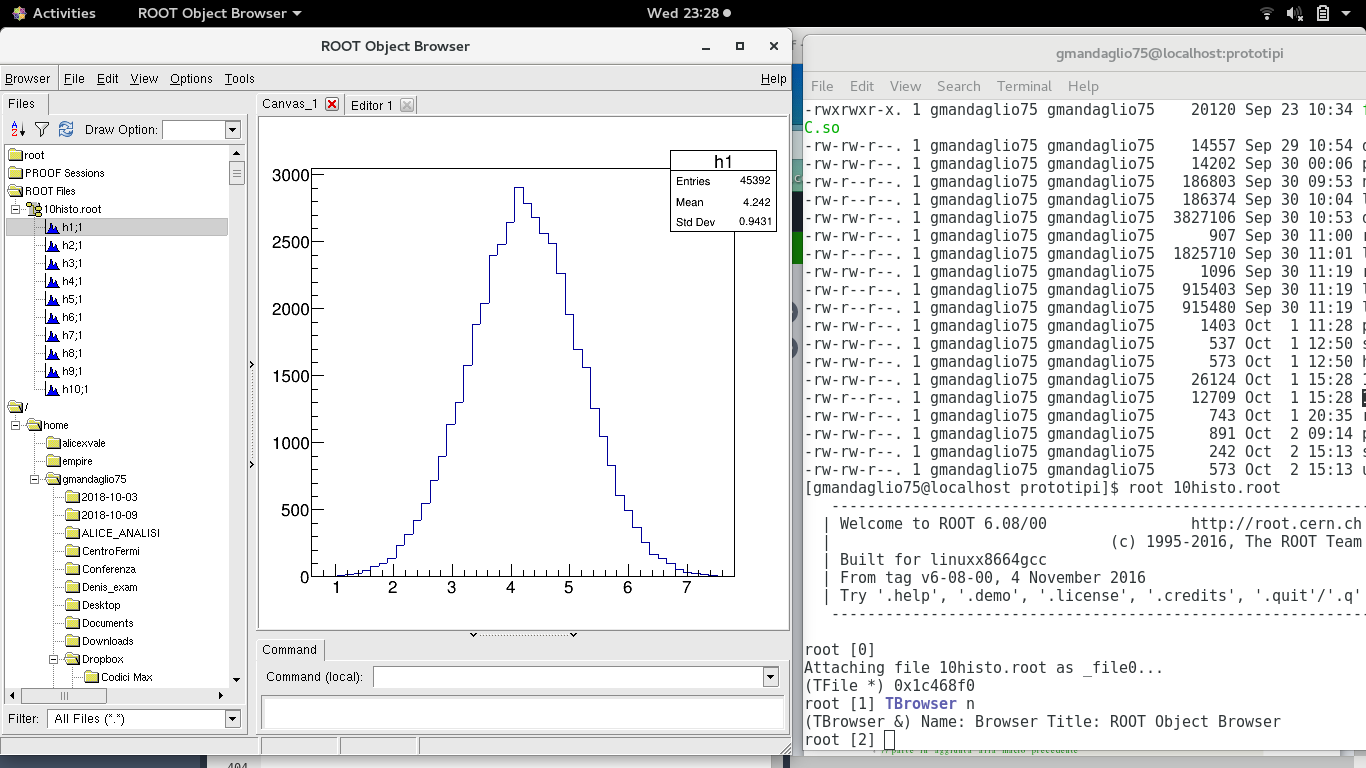 Activities
ROOT Object Browser
Wed 23:28
ROOT Object Browser
Browser File Edit View Options Tools Help
Files
Draw Option:
root
PROOF Sessions
ROOT Files
10histo.root
h1;1
h2;1
h3;1
h4;1
h5;1
h6;1
h7;1
h8;1
h9;1
h10;1
/
home
alicexvale
empire
gmandaglio75
2018-10-03
2018-10-09
ALICE_ANALISI
CentroFermi
Conferenza
Denis_exam
Desktop
Documents
Downloads
Dropbox
Codici Max
Filter: All Files (*.*)
Canvas_1 Editor 1
h1
Entries 45392
Mean 4.242
Std Dev 0.9431
3000
2500
2000
1500
1000
500
0
1 2 3 4 5 6 7
Command
Command (local):
gmandaglio75@localhost:prototipi
File Edit View Search Terminal Help
-rwxrwxr-x. 1 gmandaglio75 gmandaglio75 20120 Sep 23 10:34
C.so
-rw-rw-r--. 1 gmandaglio75 gmandaglio75 14557 Sep 29 10:54
-rw-rw-r--. 1 gmandaglio75 gmandaglio75 14202 Sep 30 00:06
-rw-r--r--. 1 gmandaglio75 gmandaglio75 186803 Sep 30 09:53
-rw-rw-r--. 1 gmandaglio75 gmandaglio75 186374 Sep 30 10:04
-rw-r--r--. 1 gmandaglio75 gmandaglio75 3827106 Sep 30 10:53
-rw-rw-r--. 1 gmandaglio75 gmandaglio75 907 Sep 30 11:00
-rw-r--r--. 1 gmandaglio75 gmandaglio75 1825710 Sep 30 11:01
-rw-rw-r--. 1 gmandaglio75 gmandaglio75 1096 Sep 30 11:19
-rw-r--r--. 1 gmandaglio75 gmandaglio75 915403 Sep 30 11:19
-rw-rw-r--. 1 gmandaglio75 gmandaglio75 915480 Sep 30 11:19
-rw-rw-r--. 1 gmandaglio75 gmandaglio75 1403 Oct 1 11:28
-rw-rw-r--. 1 gmandaglio75 gmandaglio75 537 Oct 1 12:50
-rw-rw-r--. 1 gmandaglio75 gmandaglio75 573 Oct 1 12:50
-rw-rw-r--. 1 gmandaglio75 gmandaglio75 26124 Oct 1 15:28
-rw-r--r--. 1 gmandaglio75 gmandaglio75 12709 Oct 1 15:28
-rw-rw-r--. 1 gmandaglio75 gmandaglio75 743 Oct 1 20:35
-rw-rw-r--. 1 gmandaglio75 gmandaglio75 891 Oct 2 09:14
-rw-rw-r--. 1 gmandaglio75 gmandaglio75 242 Oct 2 15:13
-rw-rw-r--. 1 gmandaglio75 gmandaglio75 573 Oct 2 15:13
[gmandaglio75@localhost prototipi]$ root 10histo.root
| Welcome to ROOT 6.08/00 http://root.cern.ch
| (c) 1995-2016, The ROOT Team
| Built for linuxx8664gcc
| From tag v6-08-00, 4 November 2016
| Try '.help', '.demo', '.license', '.credits', '.quit'/'.q'
root [0]
Attaching file 10histo.root as _file0...
(TFile *) 0x1c468f0
root [1] TBrowser n
(TBrowser &) Name: Browser Title: ROOT Object Browser
root [2]